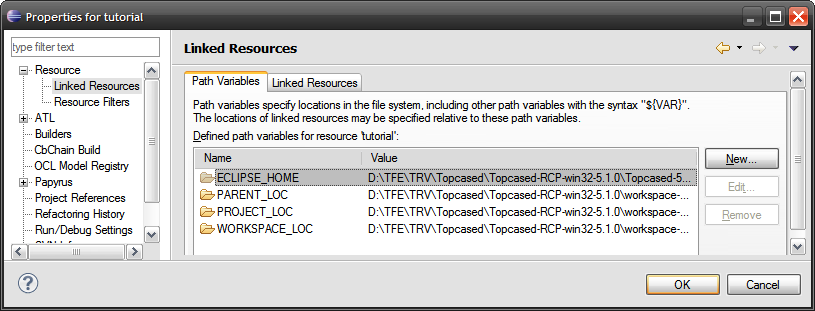 Properties for tutorial
type filter text
Linked Resources
Resource
Linked Resources
Resource Filters
ATL
Builders
CbChain Build
OCL Model Registry
Papyrus
Project References
Refactoring History
Run/Debug Settings
Path Variables
Linked Resources
Path variables specify locations in the file system, including other path variables with the syntax "${VAR}".
The locations of linked resources may be specified relative to these path variables.
Defined path variables for resource 'tutorial':
Name Value
ECLIPSE_HOME D:\TFE\TRV\Topcased\Topcased-RCP-win32-5.1.0\Topcased-5...
PARENT_LOC D:\TFE\TRV\Topcased\Topcased-RCP-win32-5.1.0\workspace-...
PROJECT_LOC D:\TFE\TRV\Topcased\Topcased-RCP-win32-5.1.0\workspace-...
WORKSPACE_LOC D:\TFE\TRV\Topcased\Topcased-RCP-win32-5.1.0\workspace-...
New...
Edit...
Remove
?
OK
Cancel